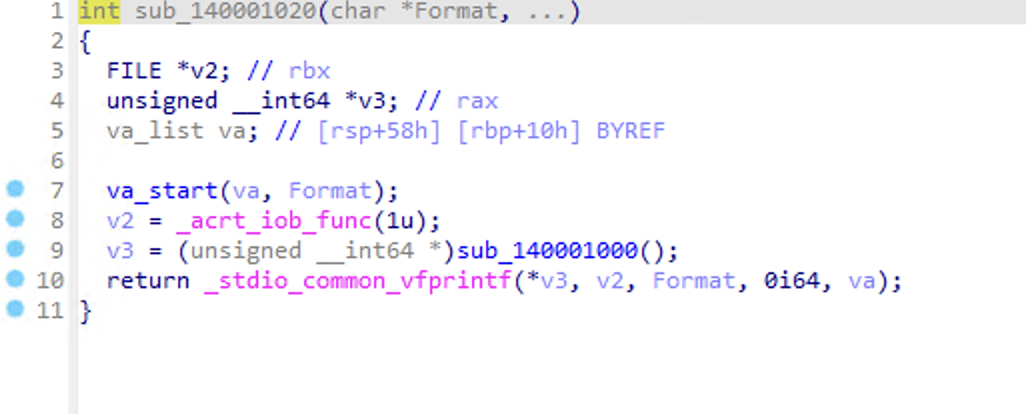 1 int sub_140001020(char *Format, ...)
2 {
3 FILE *v2; // rbx
4 unsigned __int64 *v3; // rax
5 va_list va; // [rsp+58h] [rbp+10h] BYREF
6
7 va_start(va, Format);
8 v2 = _acrt_iob_func(1u);
9 v3 = (unsigned __int64 *)sub_140001000();
10 return _stdio_common_vfprintf(*v3, v2, Format, 0i64, va);
11 }